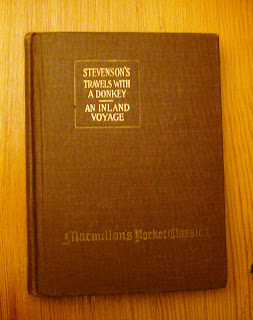 STEVENSON'S
TRAVELS WITH
A DONKEY
AN INLAND
VOYAGE
Macmillan's Pocket Classics